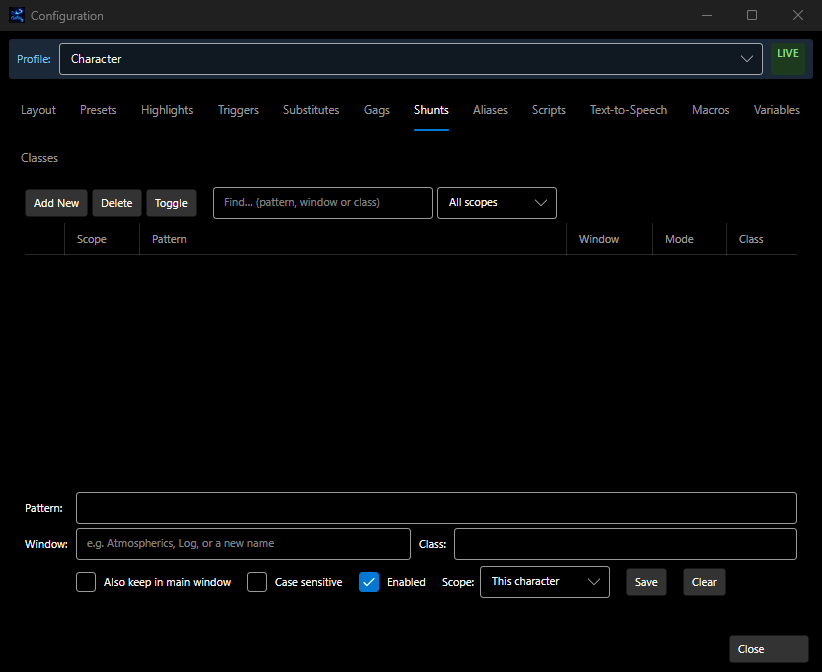 Configuration
Profile: Character LIVE
Layout Presets Highlights Triggers Substitutes Gags Shunts Aliases Scripts Text-to-Speech Macros Variables
Classes
Add New Delete Toggle Find... (pattern, window or class) All scopes
Scope Pattern Window Mode Class
Pattern:
Window: e.g. Atmospherics, Log, or a new name Class:
Also keep in main window Case sensitive Enabled Scope: This character Save Clear
Close